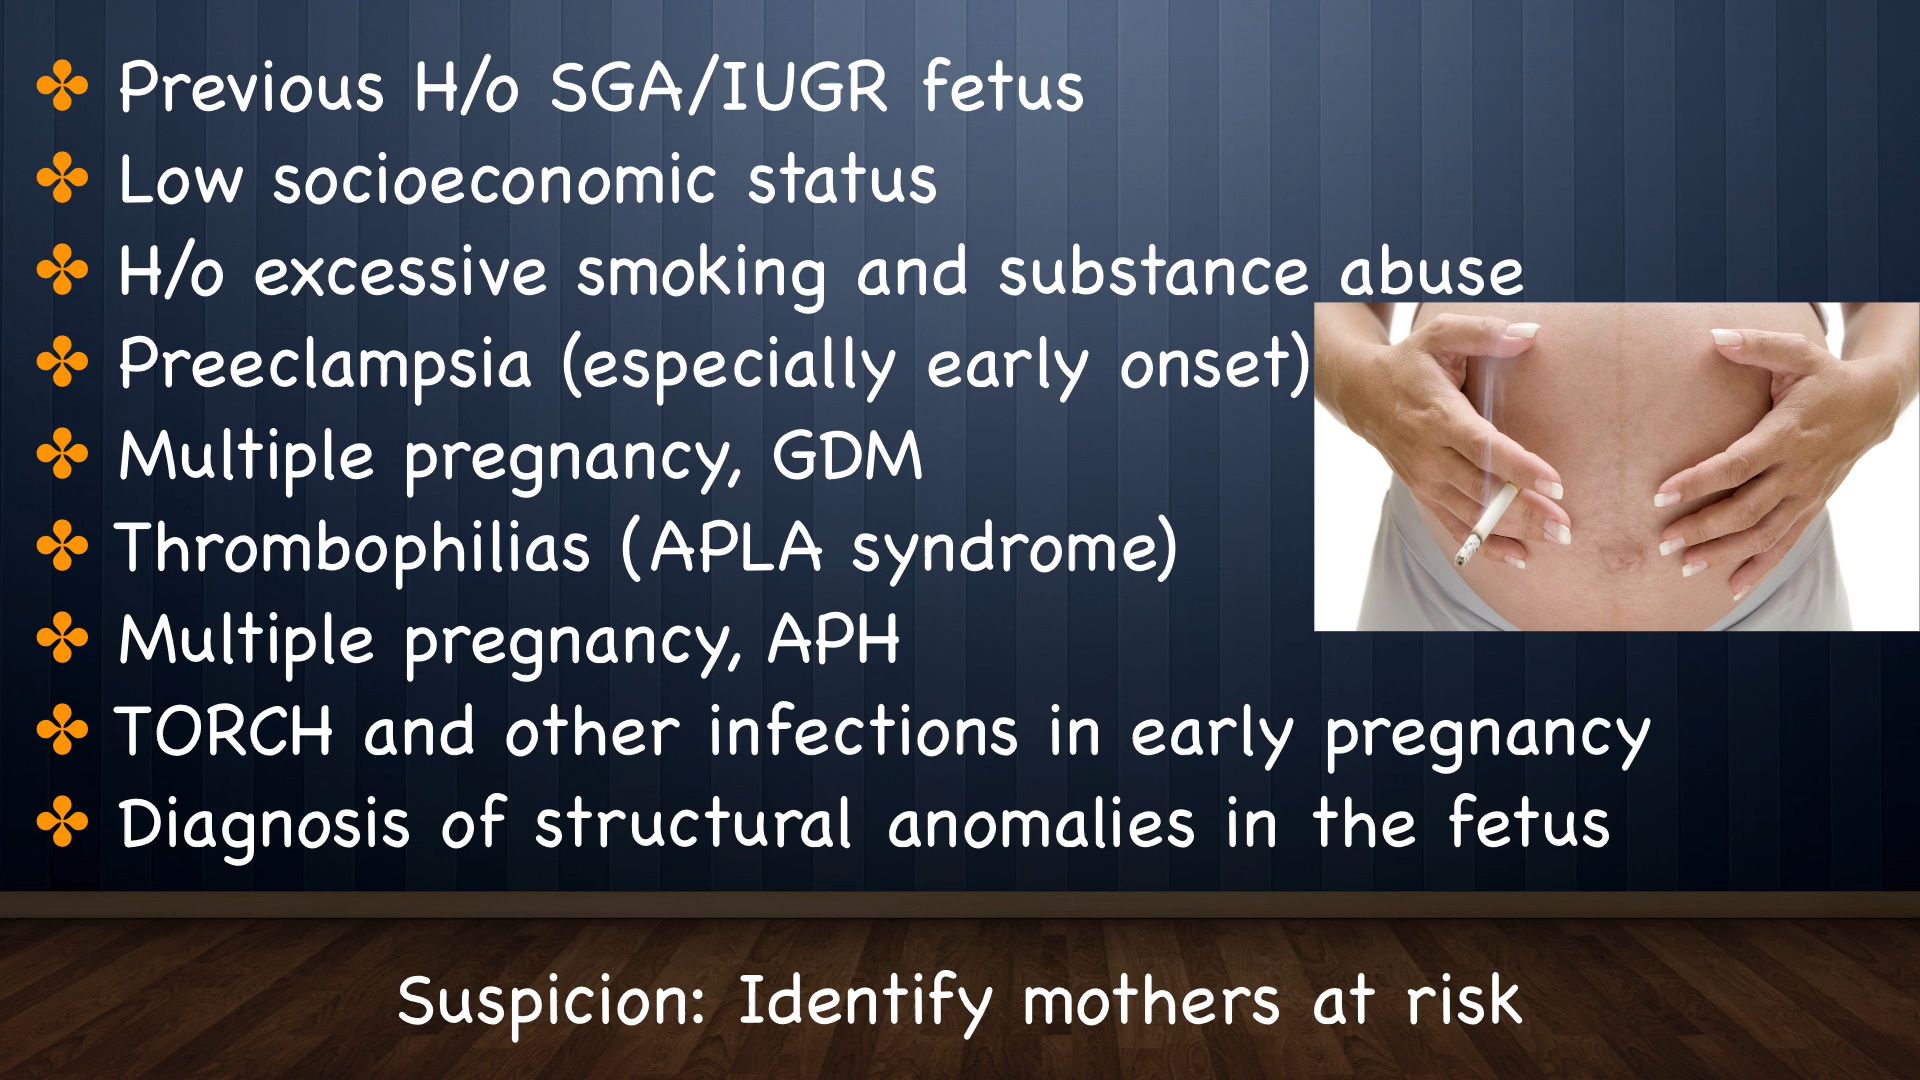 Previous H/o SGA/IUGR fetus
Low socioeconomic status
H/o excessive smoking and substance abuse
Preeclampsia (especially early onset)
Multiple pregnancy, GDM
Thrombophilias (APLA syndrome)
Multiple pregnancy, APH
TORCH and other infections in early pregnancy
Diagnosis of structural anomalies in the fetus
Suspicion: Identify mothers at risk